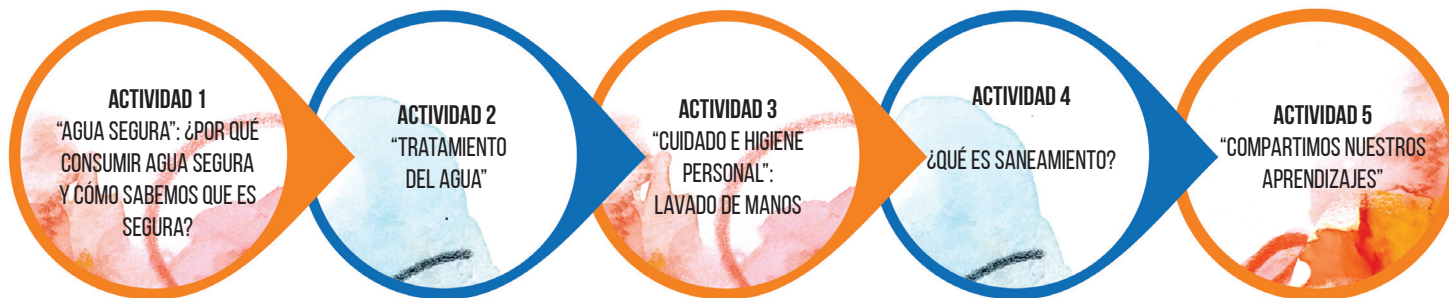 ACTIVIDAD 1
“AGUA SEGURA”: ¿POR QUÉ
CONSUMIR AGUA SEGURA
Y CÓMO SABEMOS QUE ES
SEGURA?
ACTIVIDAD 2
“TRATAMIENTO
DEL AGUA”
.
ACTIVIDAD 3
“CUIDADO E HIGIENE
PERSONAL”:
LAVADO DE MANOS
ACTIVIDAD 4
¿QUÉ ES SANEAMIENTO?
ACTIVIDAD 5
“COMPARTIMOS NUESTROS
APRENDIZAJES”